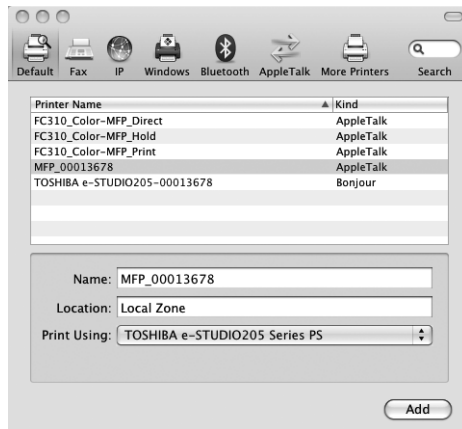 Default Fax IP Windows Bluetooth AppleTalk More Printers Search
Printer Name Kind
FC310_Color-MFP_Direct AppleTalk
FC310_Color-MFP_Hold AppleTalk
FC310_Color-MFP_Print AppleTalk
MFP_00013678 AppleTalk
TOSHIBA e-STUDIO205-00013678 Bonjour
Name: MFP_00013678
Location: Local Zone
Print Using: TOSHIBA e-STUDIO205 Series PS
Add